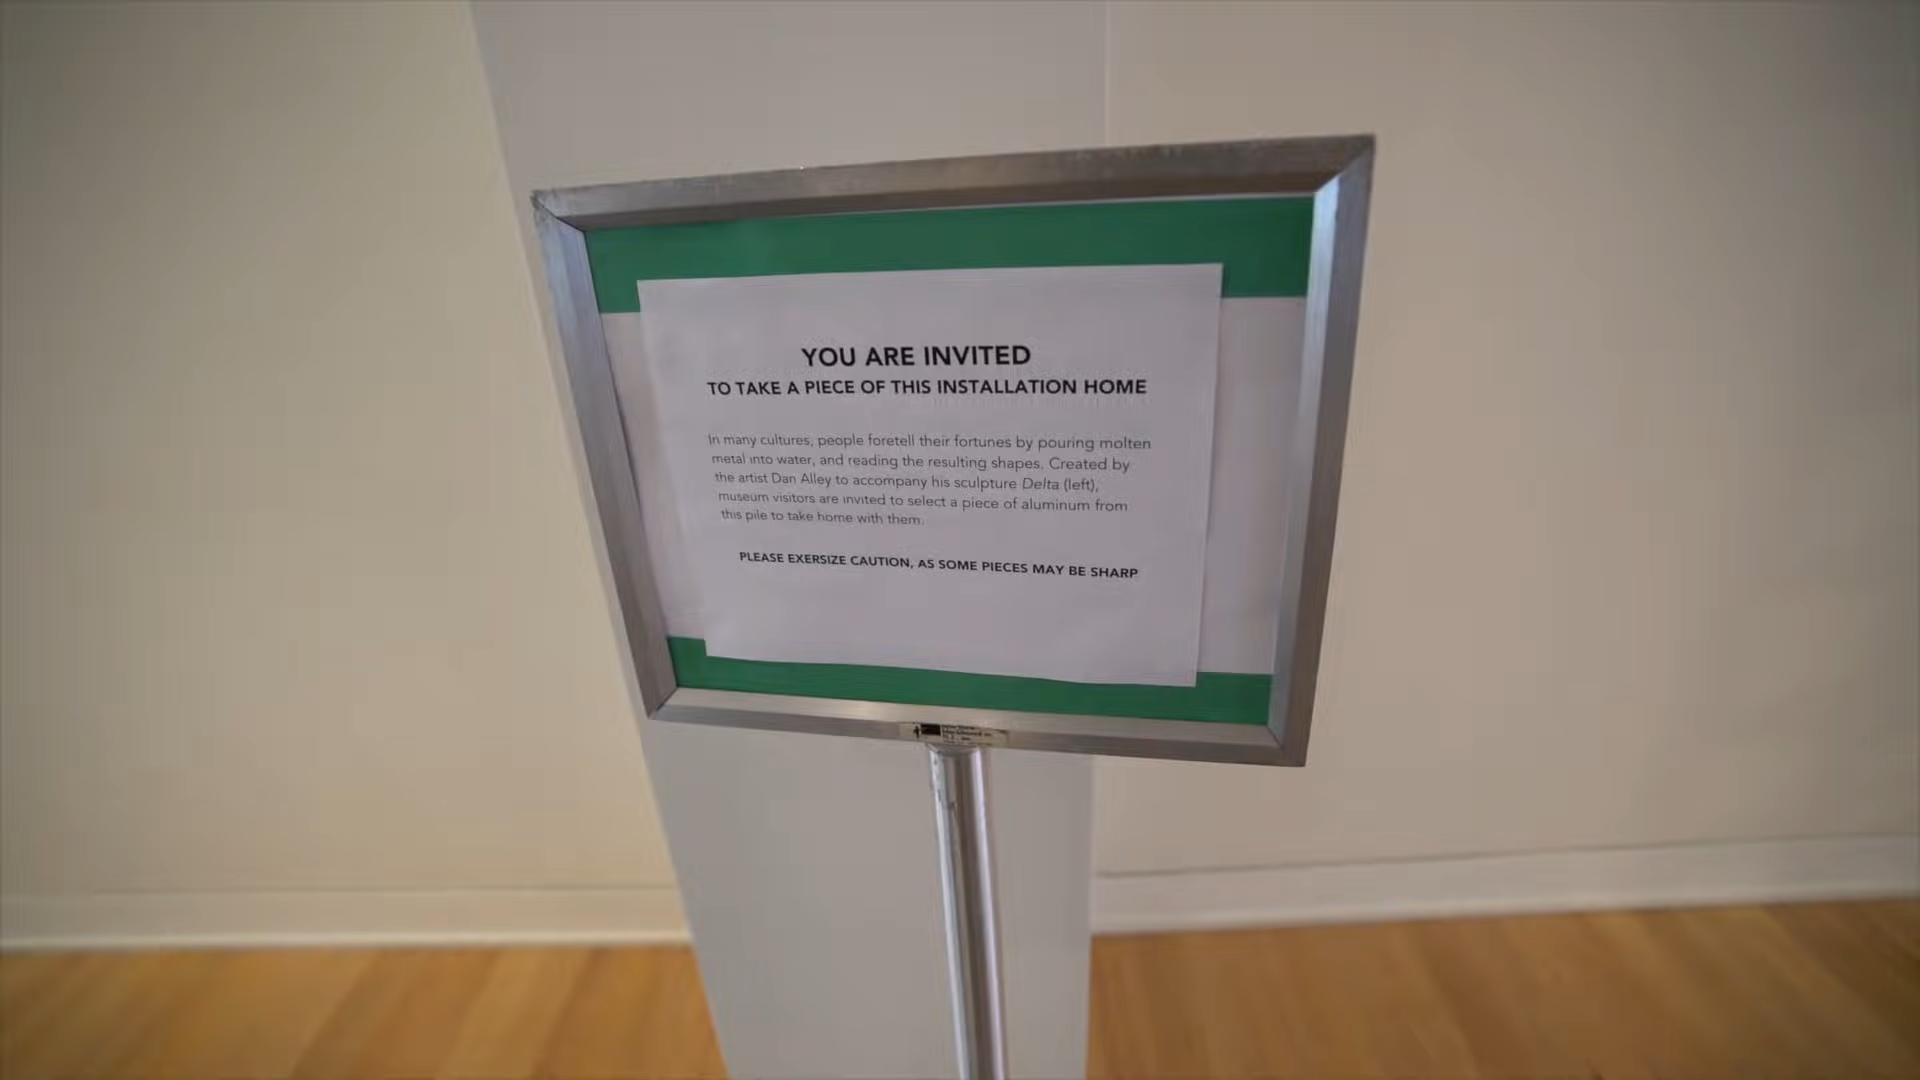 YOU ARE INVITED
TO TAKE A PIECE OF THIS INSTALLATION HOME
In many cultures, people foretell their fortunes by pouring molten
metal into water, and reading the resulting shapes. Created by
the artist Dan Alley to accompany his sculpture Delta (left),
museum visitors are invited to select a piece of aluminum from
this pile to take home with them.
PLEASE EXERSIZE CAUTION, AS SOME PIECES MAY BE SHARP